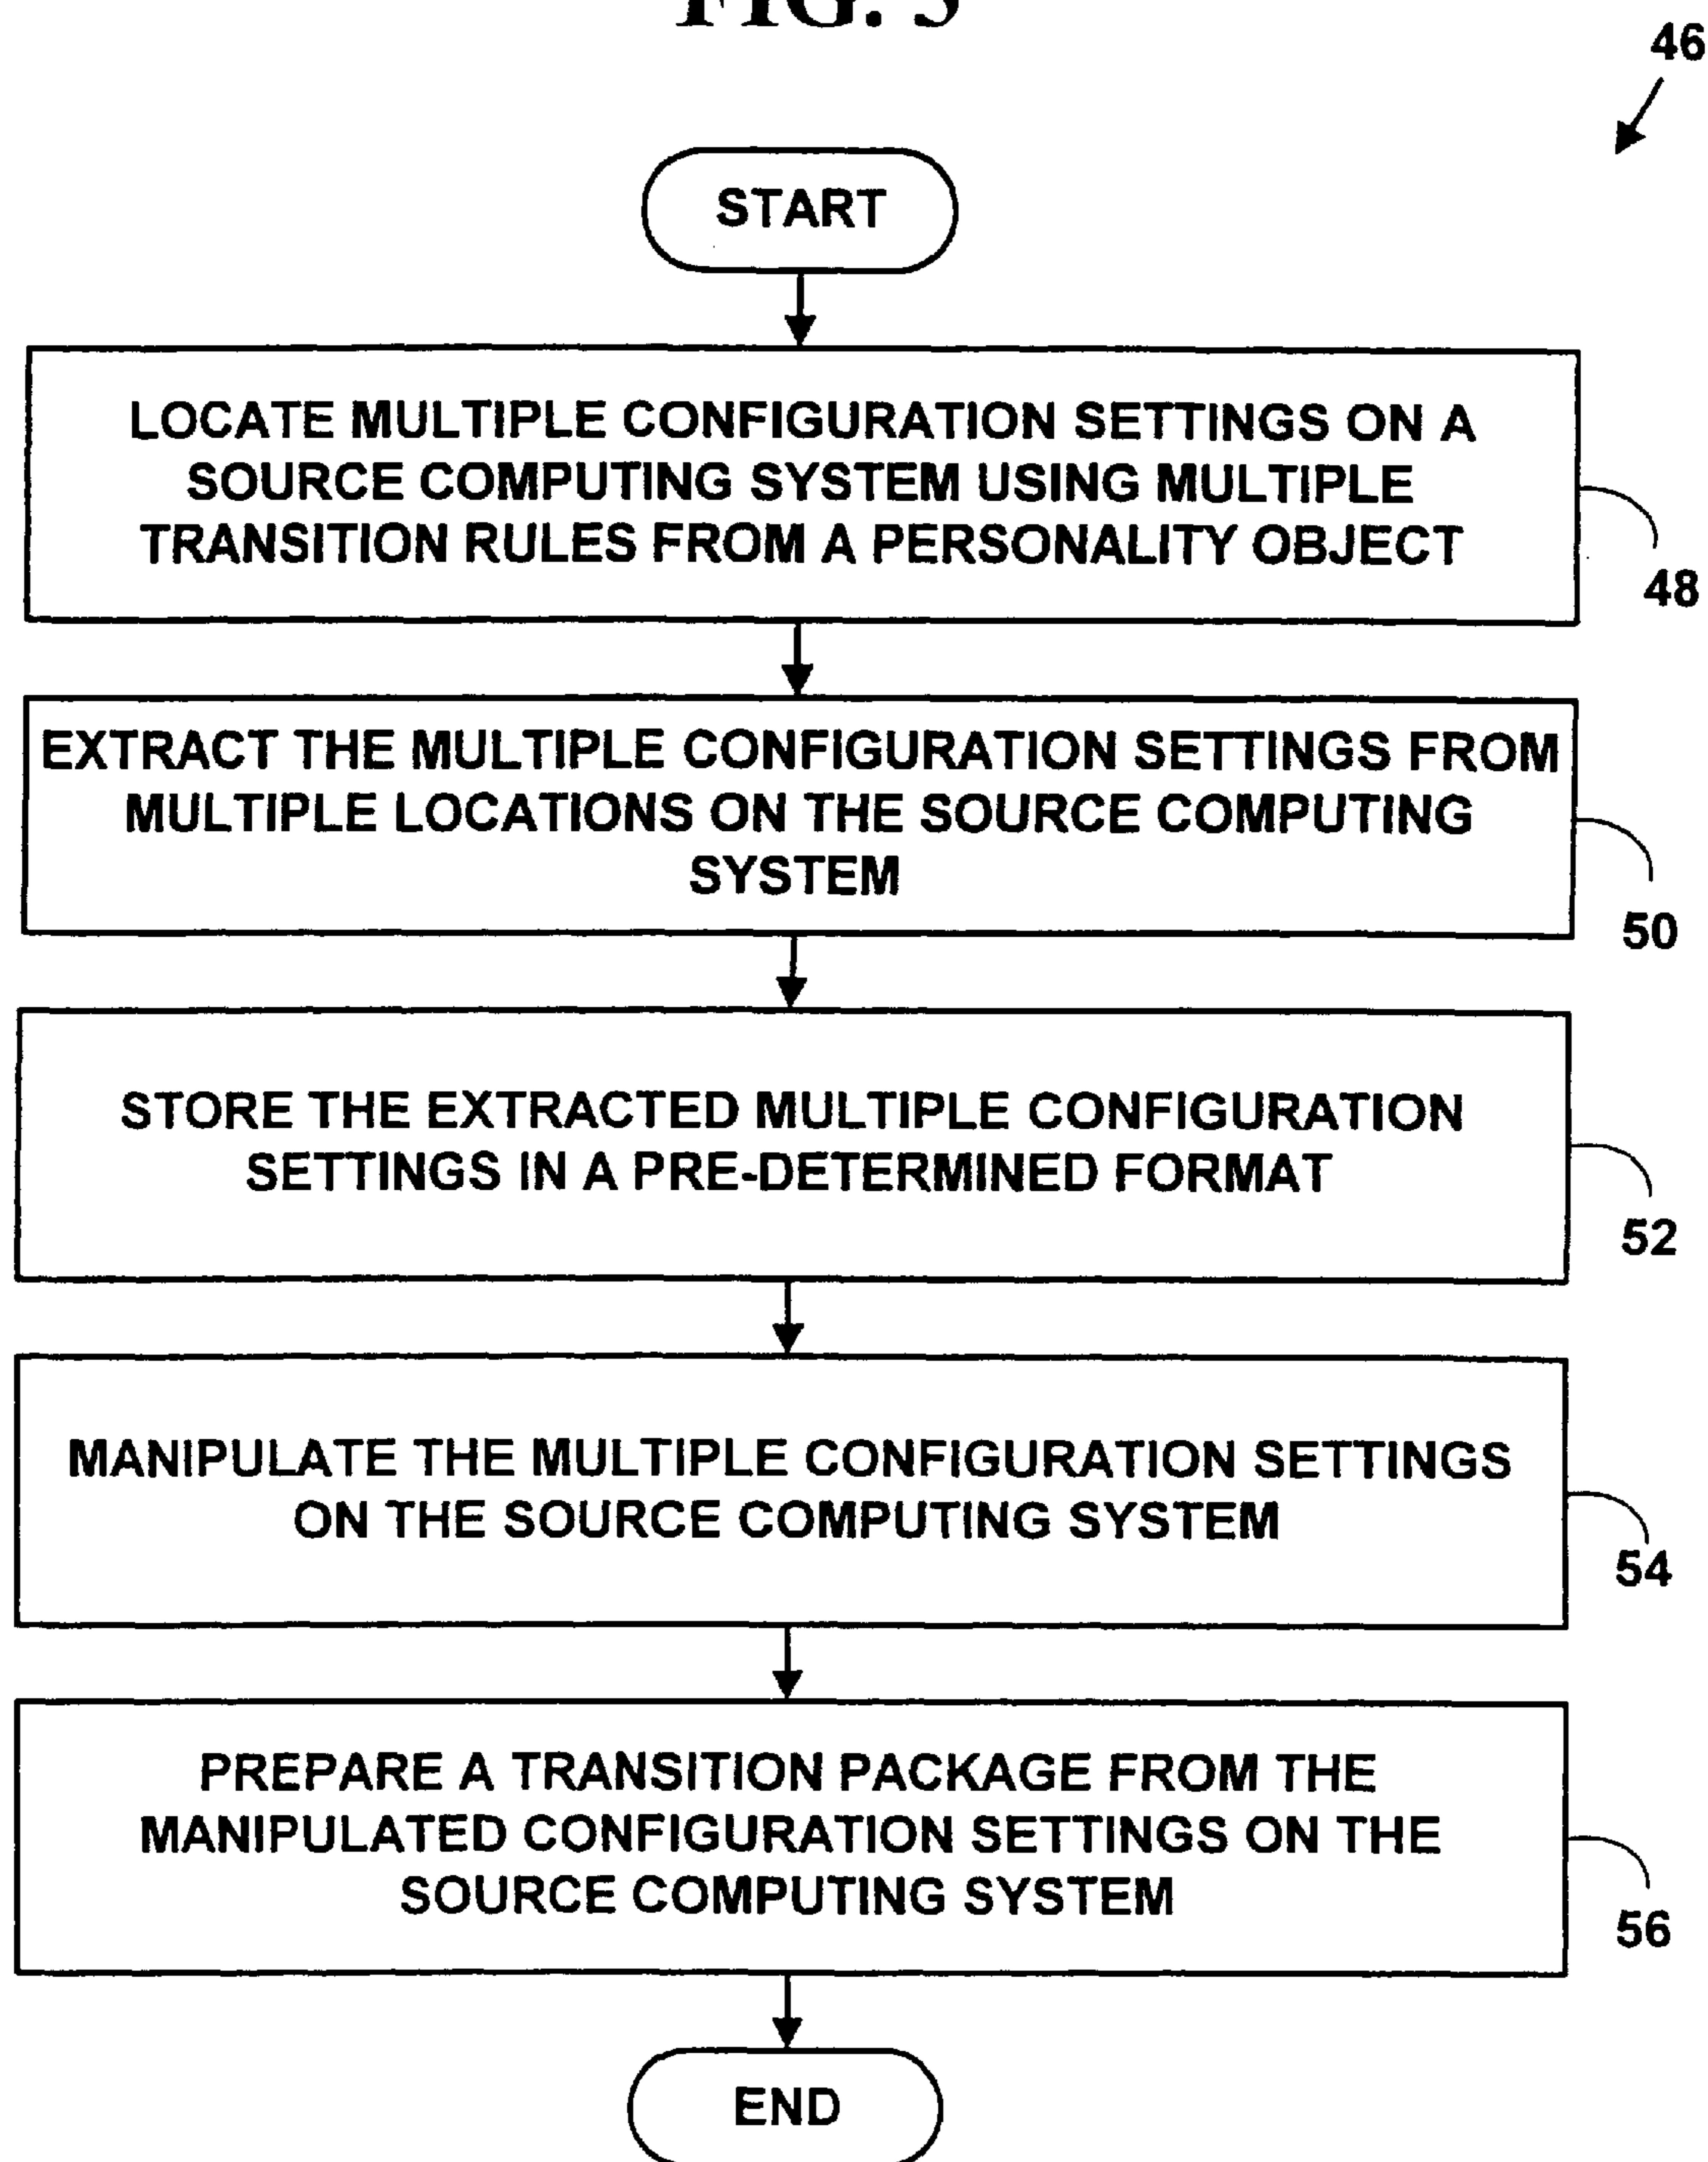 FIG.
46
START
LOCATE MULTIPLE CONFIGURATION SETTINGS ON A
SOURCE COMPUTING SYSTEM USING MULTIPLE
TRANSITION RULES FROM A PERSONALITY OBJECT
48
EXTRACT THE MULTIPLE CONFIGURATION SETTINGS FROM
MULTIPLE LOCATIONS ON THE SOURCE COMPUTING
SYSTEM
50
STORE THE EXTRACTED MULTIPLE CONFIGURATION
SETTINGS IN A PRE-DETERMINED FORMAT
52
MANIPULATE THE MULTIPLE CONFIGURATION SETTINGS
ON THE SOURCE COMPUTING SYSTEM
54
PREPARE A TRANSITION PACKAGE FROM THE
MANIPULATED CONFIGURATION SETTINGS ON THE
SOURCE COMPUTING SYSTEM
56
END